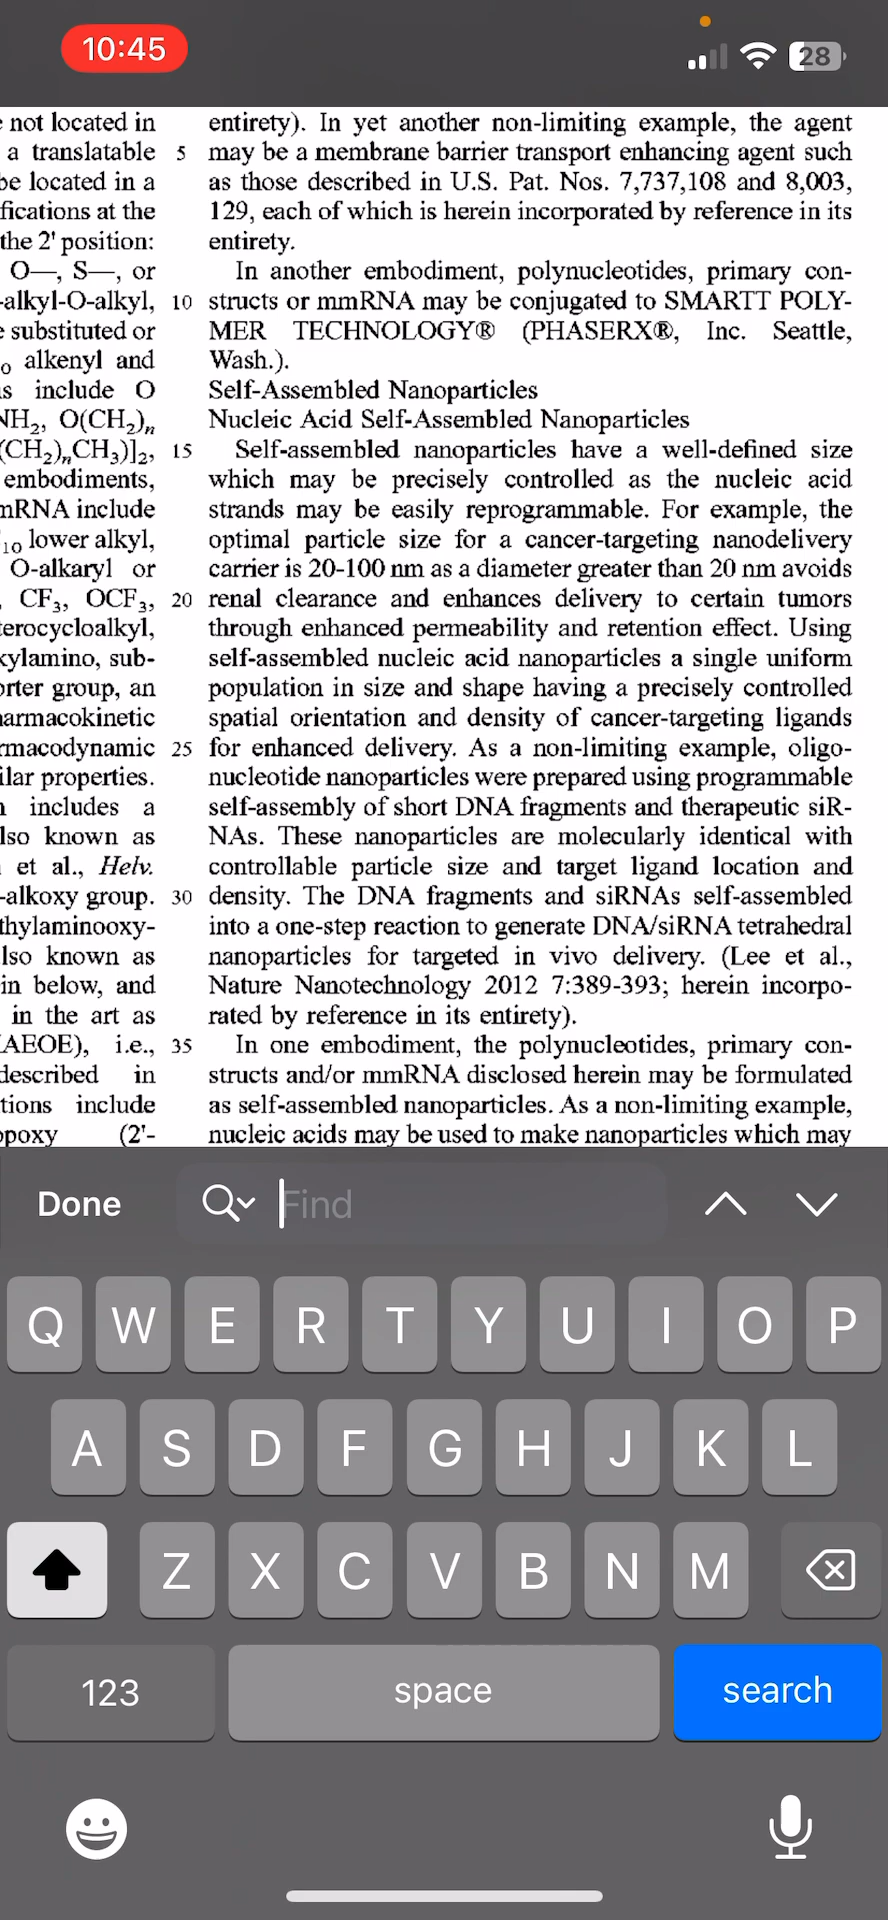 10:45
28
not located in
a translatable
be located in a
fications at the
the 2' position:
O—, S—, or
-alkyl-O-alkyl,
substituted or
0 alkenyl and
s include O
NH2, O(CH2)n
(CH2)nCH3)]2,
embodiments,
mRNA include
10 lower alkyl,
O-alkaryl or
CF3, OCF3,
terocycloalkyl,
kylamino, sub-
orter group, an
harmacokinetic
rmacodynamic
ilar properties.
includes a
lso known as
et al., Helv.
-alkoxy group.
thylaminooxy-
lso known as
in below, and
in the art as
AEOE), i.e.,
described in
tions include
opoxy (2'-
5
10
15
20
25
30
35
entirety). In yet another non-limiting example, the agent
may be a membrane barrier transport enhancing agent such
as those described in U.S. Pat. Nos. 7,737,108 and 8,003,
129, each of which is herein incorporated by reference in its
entirety.
In another embodiment, polynucleotides, primary con-
structs or mmRNA may be conjugated to SMARTT POLY-
MER TECHNOLOGY® (PHASERX®, Inc. Seattle,
Wash.).
Self-Assembled Nanoparticles
Nucleic Acid Self-Assembled Nanoparticles
Self-assembled nanoparticles have a well-defined size
which may be precisely controlled as the nucleic acid
strands may be easily reprogrammable. For example, the
optimal particle size for a cancer-targeting nanodelivery
carrier is 20-100 nm as a diameter greater than 20 nm avoids
renal clearance and enhances delivery to certain tumors
through enhanced permeability and retention effect. Using
self-assembled nucleic acid nanoparticles a single uniform
population in size and shape having a precisely controlled
spatial orientation and density of cancer-targeting ligands
for enhanced delivery. As a non-limiting example, oligo-
nucleotide nanoparticles were prepared using programmable
self-assembly of short DNA fragments and therapeutic siR-
NAs. These nanoparticles are molecularly identical with
controllable particle size and target ligand location and
density. The DNA fragments and siRNAs self-assembled
into a one-step reaction to generate DNA/siRNA tetrahedral
nanoparticles for targeted in vivo delivery. (Lee et al.,
Nature Nanotechnology 2012 7:389-393; herein incorpo-
rated by reference in its entirety).
In one embodiment, the polynucleotides, primary con-
structs and/or mmRNA disclosed herein may be formulated
as self-assembled nanoparticles. As a non-limiting example,
nucleic acids may be used to make nanoparticles which may
Done Find
Q W E R T Y U I O P
A S D F G H J K L
Z X C V B N M
123 space search